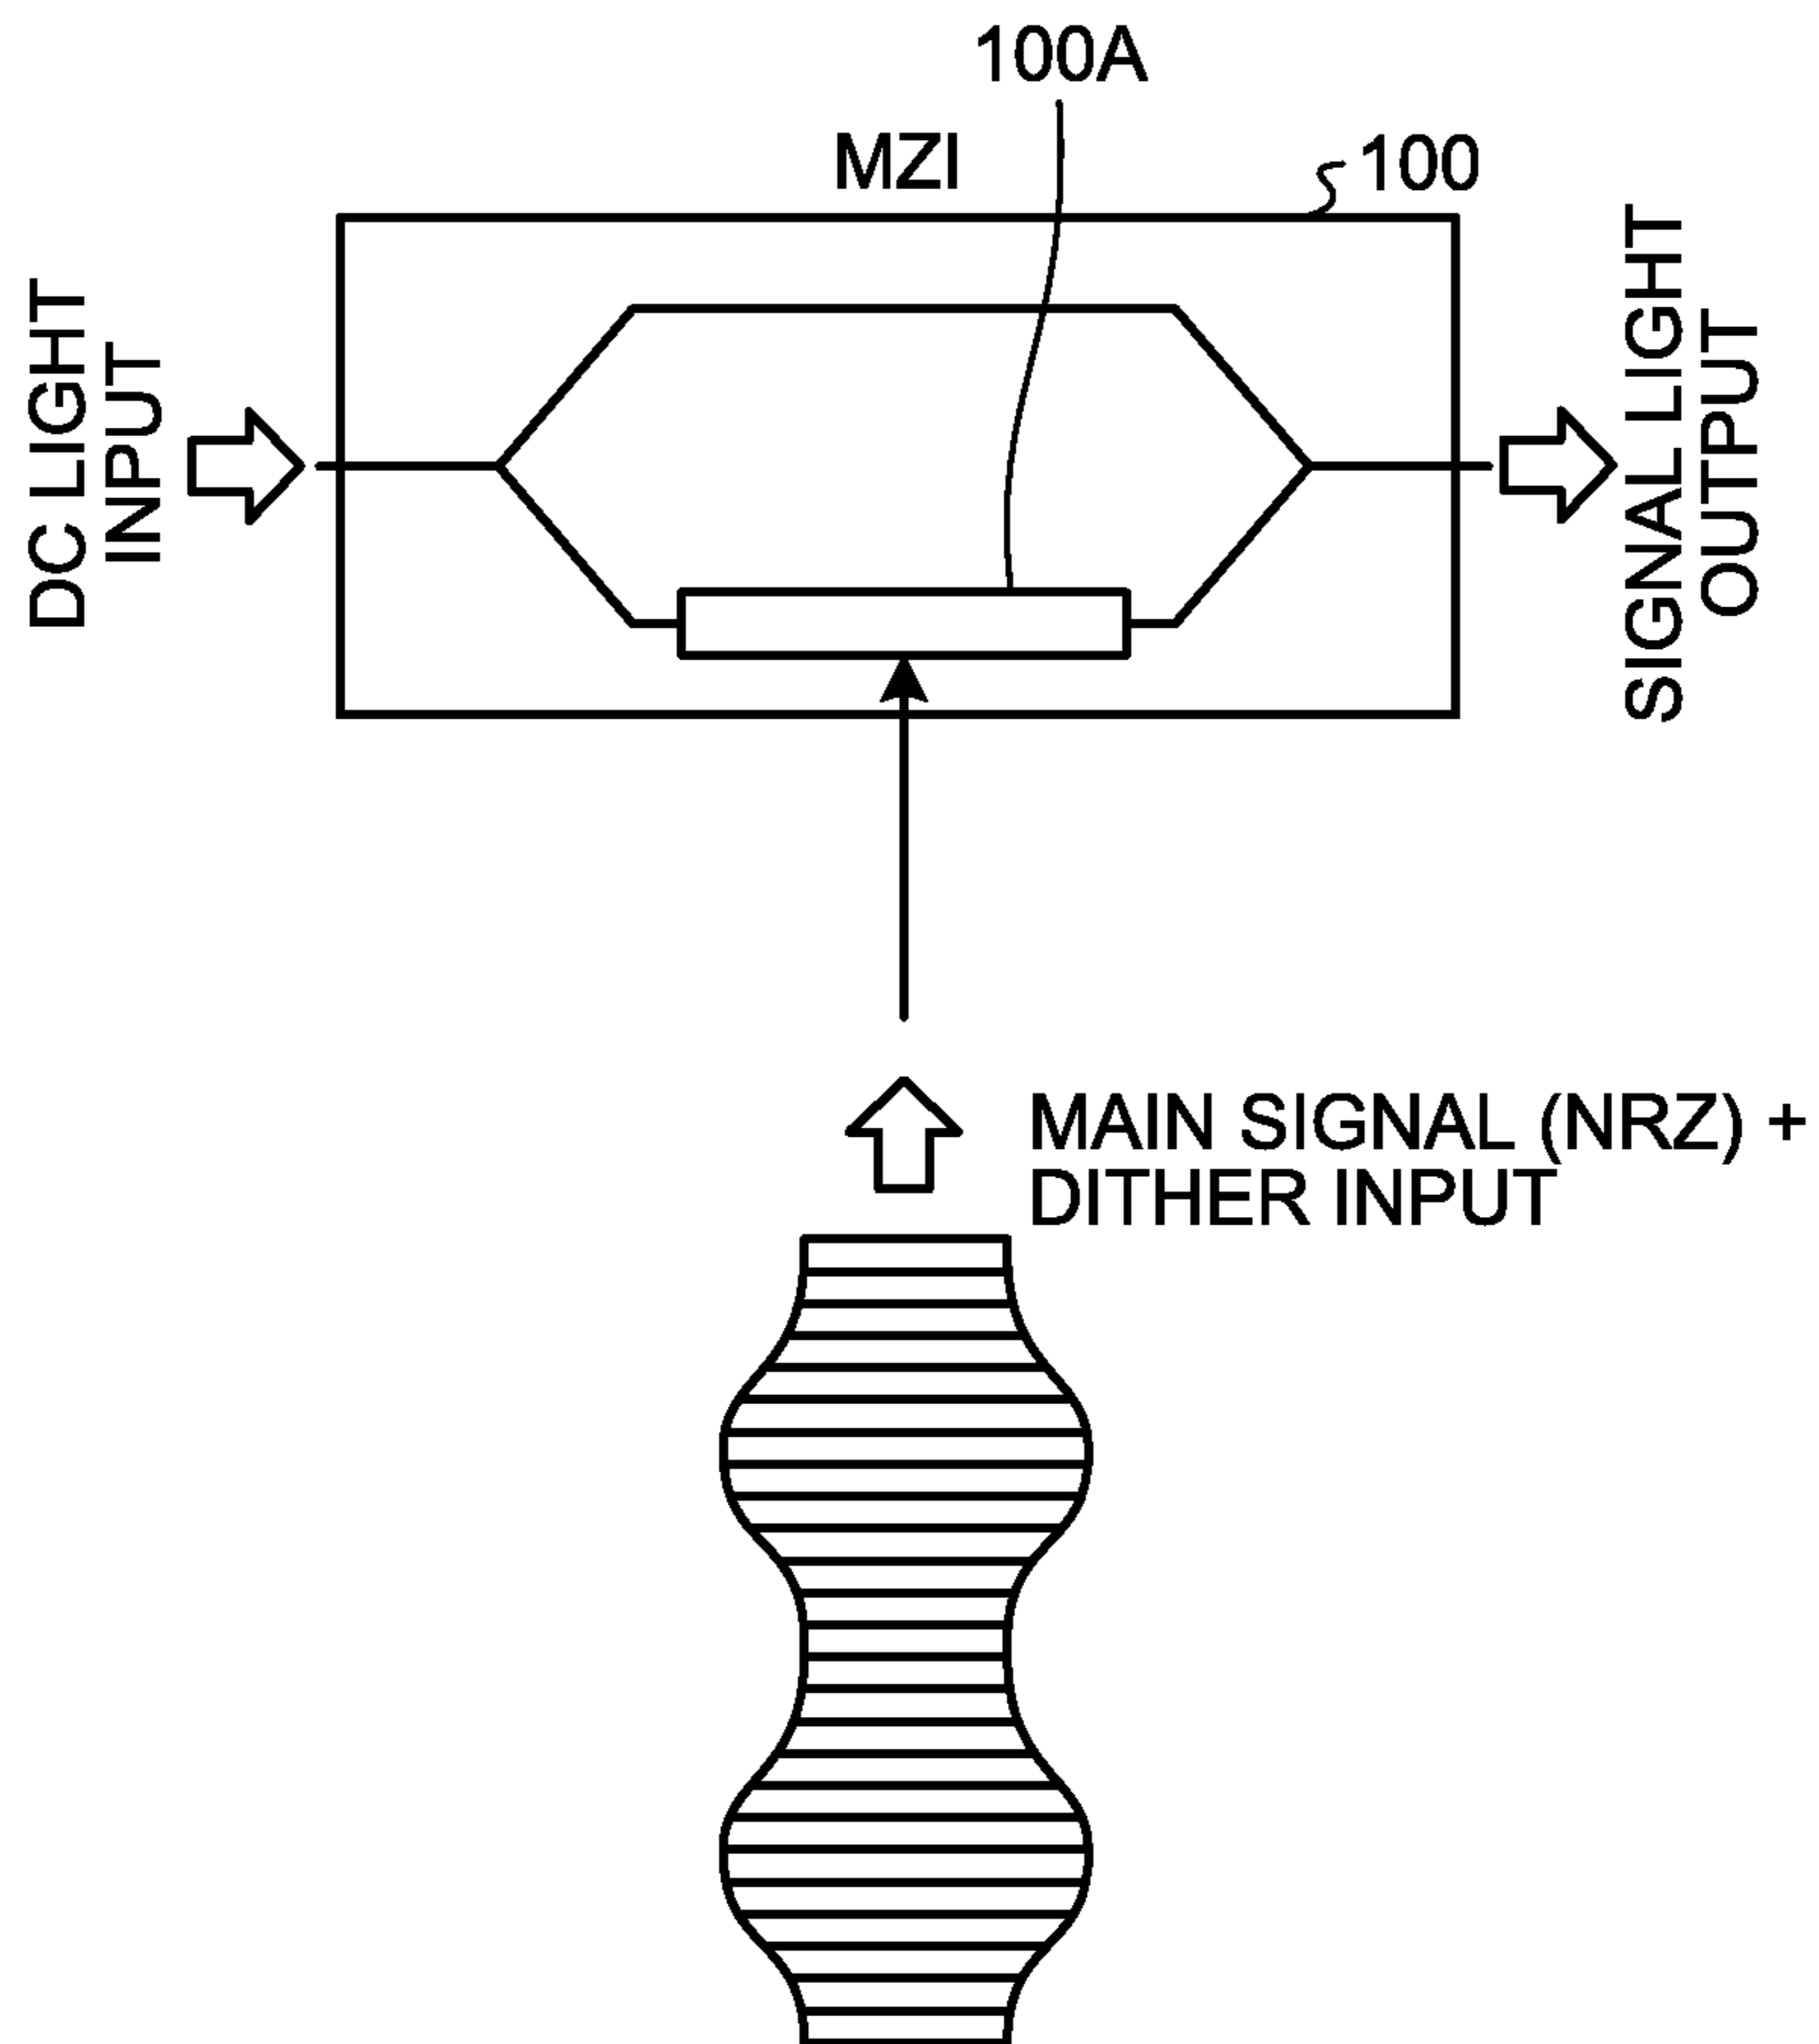 100A
MZI
100
DC LIGHT
INPUT
SIGNAL LIGHT
OUTPUT
MAIN SIGNAL (NRZ) +
DITHER INPUT